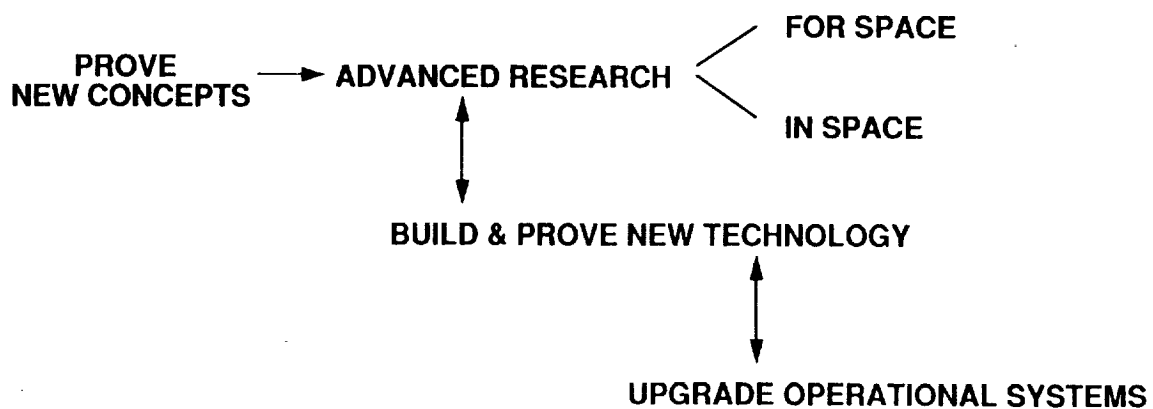 PROVE
NEW CONCEPTS
ADVANCED RESEARCH
FOR SPACE
IN SPACE
BUILD & PROVE NEW TECHNOLOGY
UPGRADE OPERATIONAL SYSTEMS